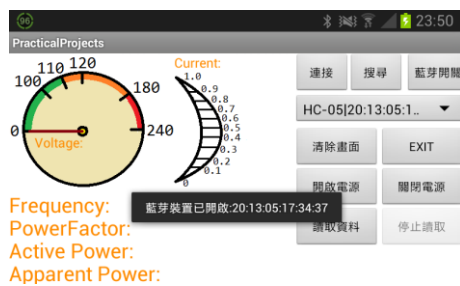 96 23:50
PracticalProjects
110 120
100 180
0 240
Voltage:
Current:
1.0
0.9
0.8
0.7
0.6
0.5
0.4
0.3
0.2
0.1
0
連接 搜尋 藍芽開關
HC-05|20:13:05:1..
清除畫面 EXIT
開啟電源 關閉電源
藍芽裝置已開啟:20:13:05:17:34:37
讀取資料 停止讀取
Frequency:
PowerFactor:
Active Power:
Apparent Power: